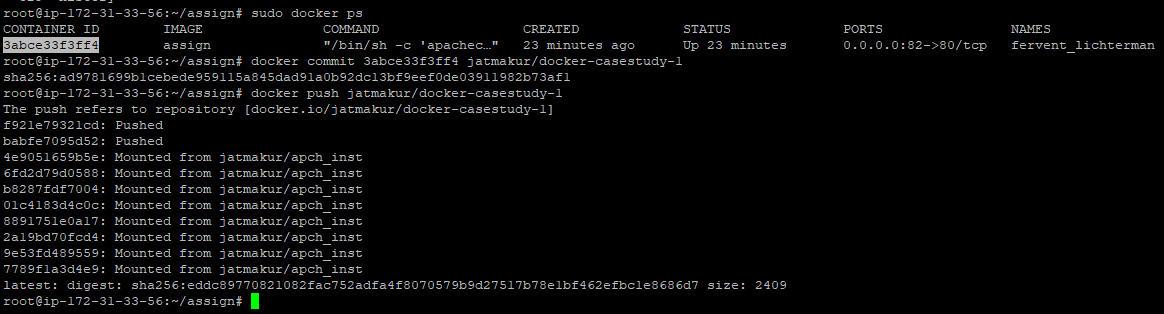 root@ip-172-31-33-56:~/assign# sudo docker ps
CONTAINER ID        IMAGE               COMMAND                  CREATED             STATUS              PORTS                NAMES
3abce33f3ff4        assign              "/bin/sh -c 'apachec…"   23 minutes ago      Up 23 minutes       0.0.0.0:82->80/tcp   fervent_lichterman
root@ip-172-31-33-56:~/assign# docker commit 3abce33f3ff4 jatmakur/docker-casestudy-1
sha256:ad9781699b1cebede959115a845dad91a0b92dc13bf9eef0de03911982b73af1
root@ip-172-31-33-56:~/assign# docker push jatmakur/docker-casestudy-1
The push refers to repository [docker.io/jatmakur/docker-casestudy-1]
f921e79321cd: Pushed
babfe7095d52: Pushed
4e9051659b5e: Mounted from jatmakur/apch_inst
6fd2d79d0588: Mounted from jatmakur/apch_inst
b8287fdf7004: Mounted from jatmakur/apch_inst
01c4183d4c0c: Mounted from jatmakur/apch_inst
8891751e0a17: Mounted from jatmakur/apch_inst
2a19bd70fcd4: Mounted from jatmakur/apch_inst
9e53fd489559: Mounted from jatmakur/apch_inst
7789f1a3d4e9: Mounted from jatmakur/apch_inst
latest: digest: sha256:eddc89770821082fac752adfa4f8070579b9d27517b78e1bf462efbc1e8686d7 size: 2409
root@ip-172-31-33-56:~/assign#